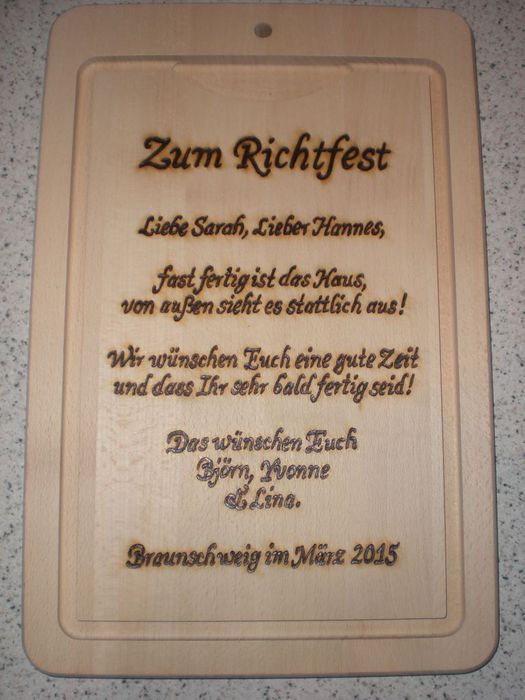 Zum Richtfest
Liebe Sarah, Lieber Hannes,
fast fertig ist das Haus,
von außen sieht es stattlich aus!
Wir wünschen Euch eine gute Zeit
und dass Ihr sehr bald fertig seid!
Das wünschen Euch
Björn, Yvonne
& Lina.
Braunschweig im März 2015